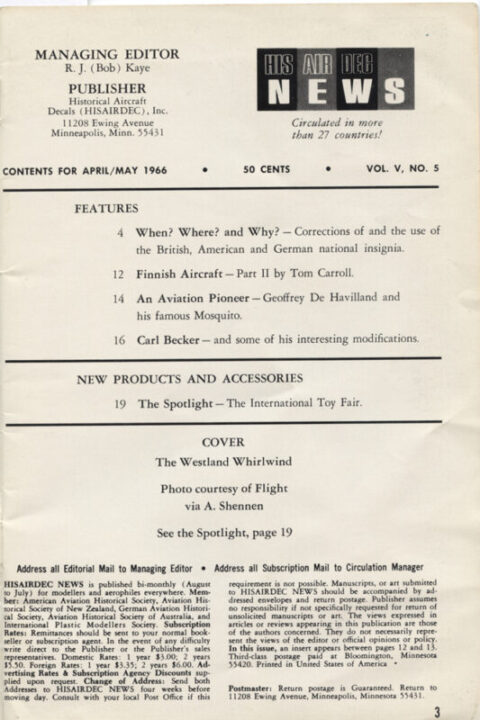 MANAGING EDITOR
R. J. (Bob) Kaye
PUBLISHER
Historical Aircraft
Decals (HISAIRDEC), Inc.
11208 Ewing Avenue
Minneapolis, Minn. 55431
HIS AIR DEC
NEWS
Circulated in more
than 27 countries!
CONTENTS FOR APRIL/MAY 1966 • 50 CENTS • VOL. V, NO. 5
FEATURES
4 When? Where? and Why? — Corrections of and the use of
the British, American and German national insignia.
12 Finnish Aircraft — Part II by Tom Carroll.
14 An Aviation Pioneer — Geoffrey De Havilland and
his famous Mosquito.
16 Carl Becker — and some of his interesting modifications.
NEW PRODUCTS AND ACCESSORIES
19 The Spotlight — The International Toy Fair.
COVER
The Westland Whirlwind
Photo courtesy of Flight
via A. Shennen
See the Spotlight, page 19
Address all Editorial Mail to Managing Editor • Address all Subscription Mail to Circulation Manager
HISAIRDEC NEWS is published bi-monthly (August
to July) for modellers and aerophiles everywhere. Mem-
ber: American Aviation Historical Society, Aviation His-
torical Society of New Zealand, German Aviation Histori-
cal Society, Aviation Historical Society of Australia, and
International Plastic Modellers Society. Subscription
Rates: Remittances should be sent to your normal book-
seller or subscription agent. In the event of any difficulty
write direct to the Publisher or the Publisher's sales
representatives. Domestic Rates: 1 year $3.00; 2 years
$5.50. Foreign Rates: 1 year $3.35; 2 years $6.00. Ad-
vertising Rates & Subscription Agency Discounts sup-
plied upon request. Change of Address: Send both
Addresses to HISAIRDEC NEWS four weeks before
moving day. Consult with your local Post Office if this
requirement is not possible. Manuscripts, or art submitted
to HISAIRDEC NEWS should be accompanied by ad-
dressed envelopes and return postage. Publisher assumes
no responsibility if not specifically requested for return of
unsolicited manuscripts or art. The views expressed in
articles or reviews appearing in this publication are those
of the authors concerned. They do not necessarily repre-
sent the views of the editor or official opinions or policy.
In this issue, an insert appears between pages 12 and 13.
Third-class postage paid at Bloomington, Minnesota
55420. Printed in United States of America •
Postmaster: Return postage is Guaranteed. Return to
11208 Ewing Avenue, Minneapolis, Minnesota 55431.
3